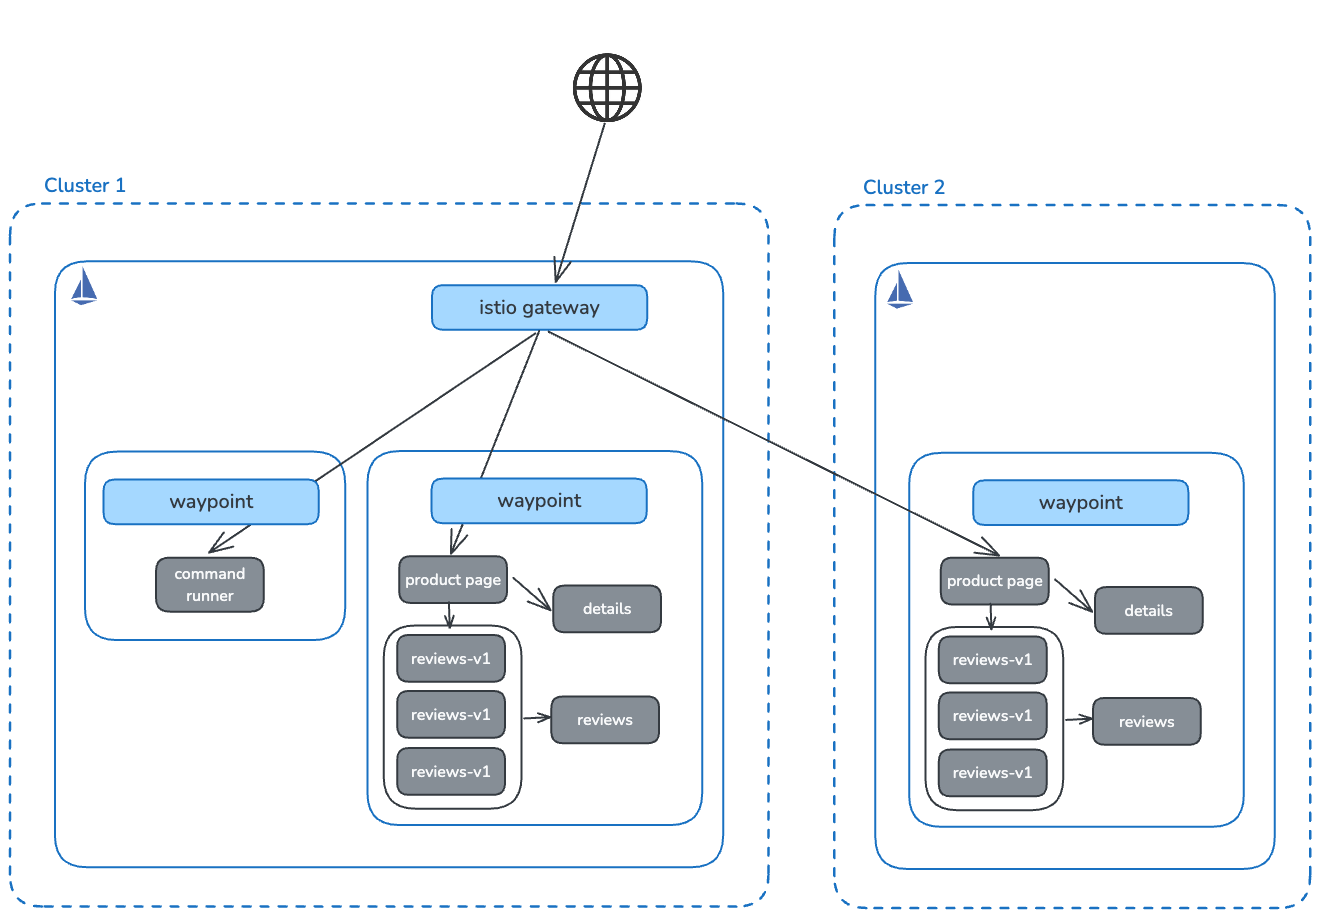 Cluster 1
Cluster 2
istio gateway
waypoint
command
runner
waypoint
product page
details
reviews-v1
reviews-v1
reviews-v1
reviews
waypoint
product page
details
reviews-v1
reviews-v1
reviews-v1
reviews